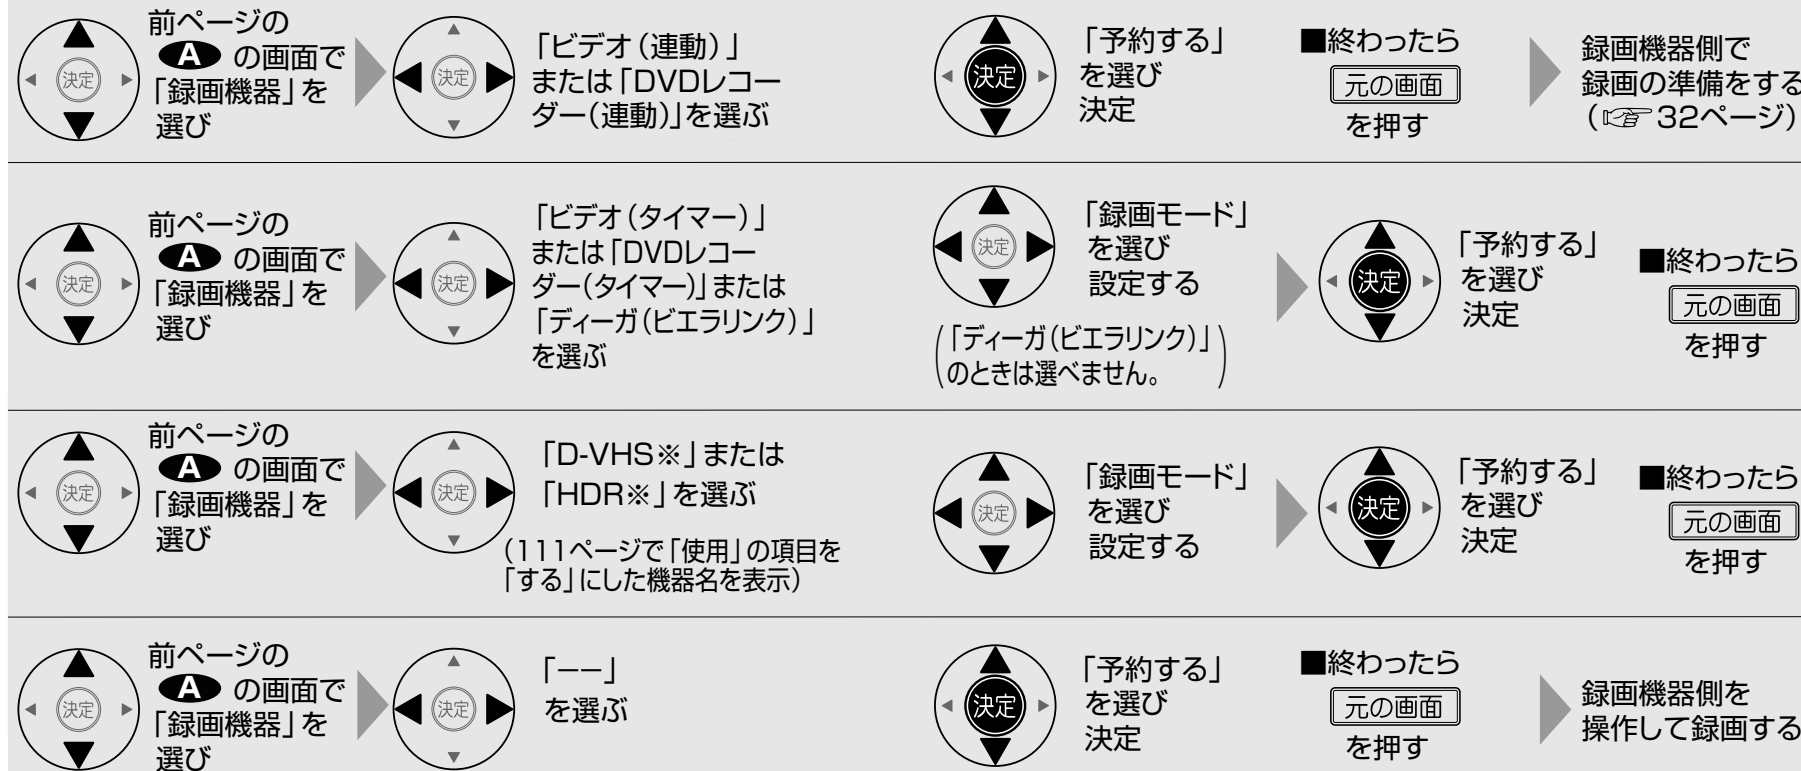 前ページの
A の画面で
「録画機器」を
選び
決定
決定
「ビデオ(連動)」
または「DVDレコー
ダー(連動)」を選ぶ
決定
「予約する」
を選び
決定
■終わったら
元の画面
を押す
録画機器側で
録画の準備をする
(☞32ページ)
前ページの
A の画面で
「録画機器」を
選び
決定
決定
「ビデオ(タイマー)」
または「DVDレコー
ダー(タイマー)」または
「ディーガ(ビエラリンク)」
を選ぶ
決定
「録画モード」
を選び
設定する
(「ディーガ(ビエラリンク)」
のときは選べません。)
決定
「予約する」
を選び
決定
■終わったら
元の画面
を押す
前ページの
A の画面で
「録画機器」を
選び
決定
決定
「D-VHS※」または
「HDR※」を選ぶ
(111ページで「使用」の項目を
「する」にした機器名を表示)
決定
「録画モード」
を選び
設定する
決定
「予約する」
を選び
決定
■終わったら
元の画面
を押す
前ページの
A の画面で
「録画機器」を
選び
決定
決定
「−−」
を選ぶ
決定
「予約する」
を選び
決定
■終わったら
元の画面
を押す
録画機器側を
操作して録画する